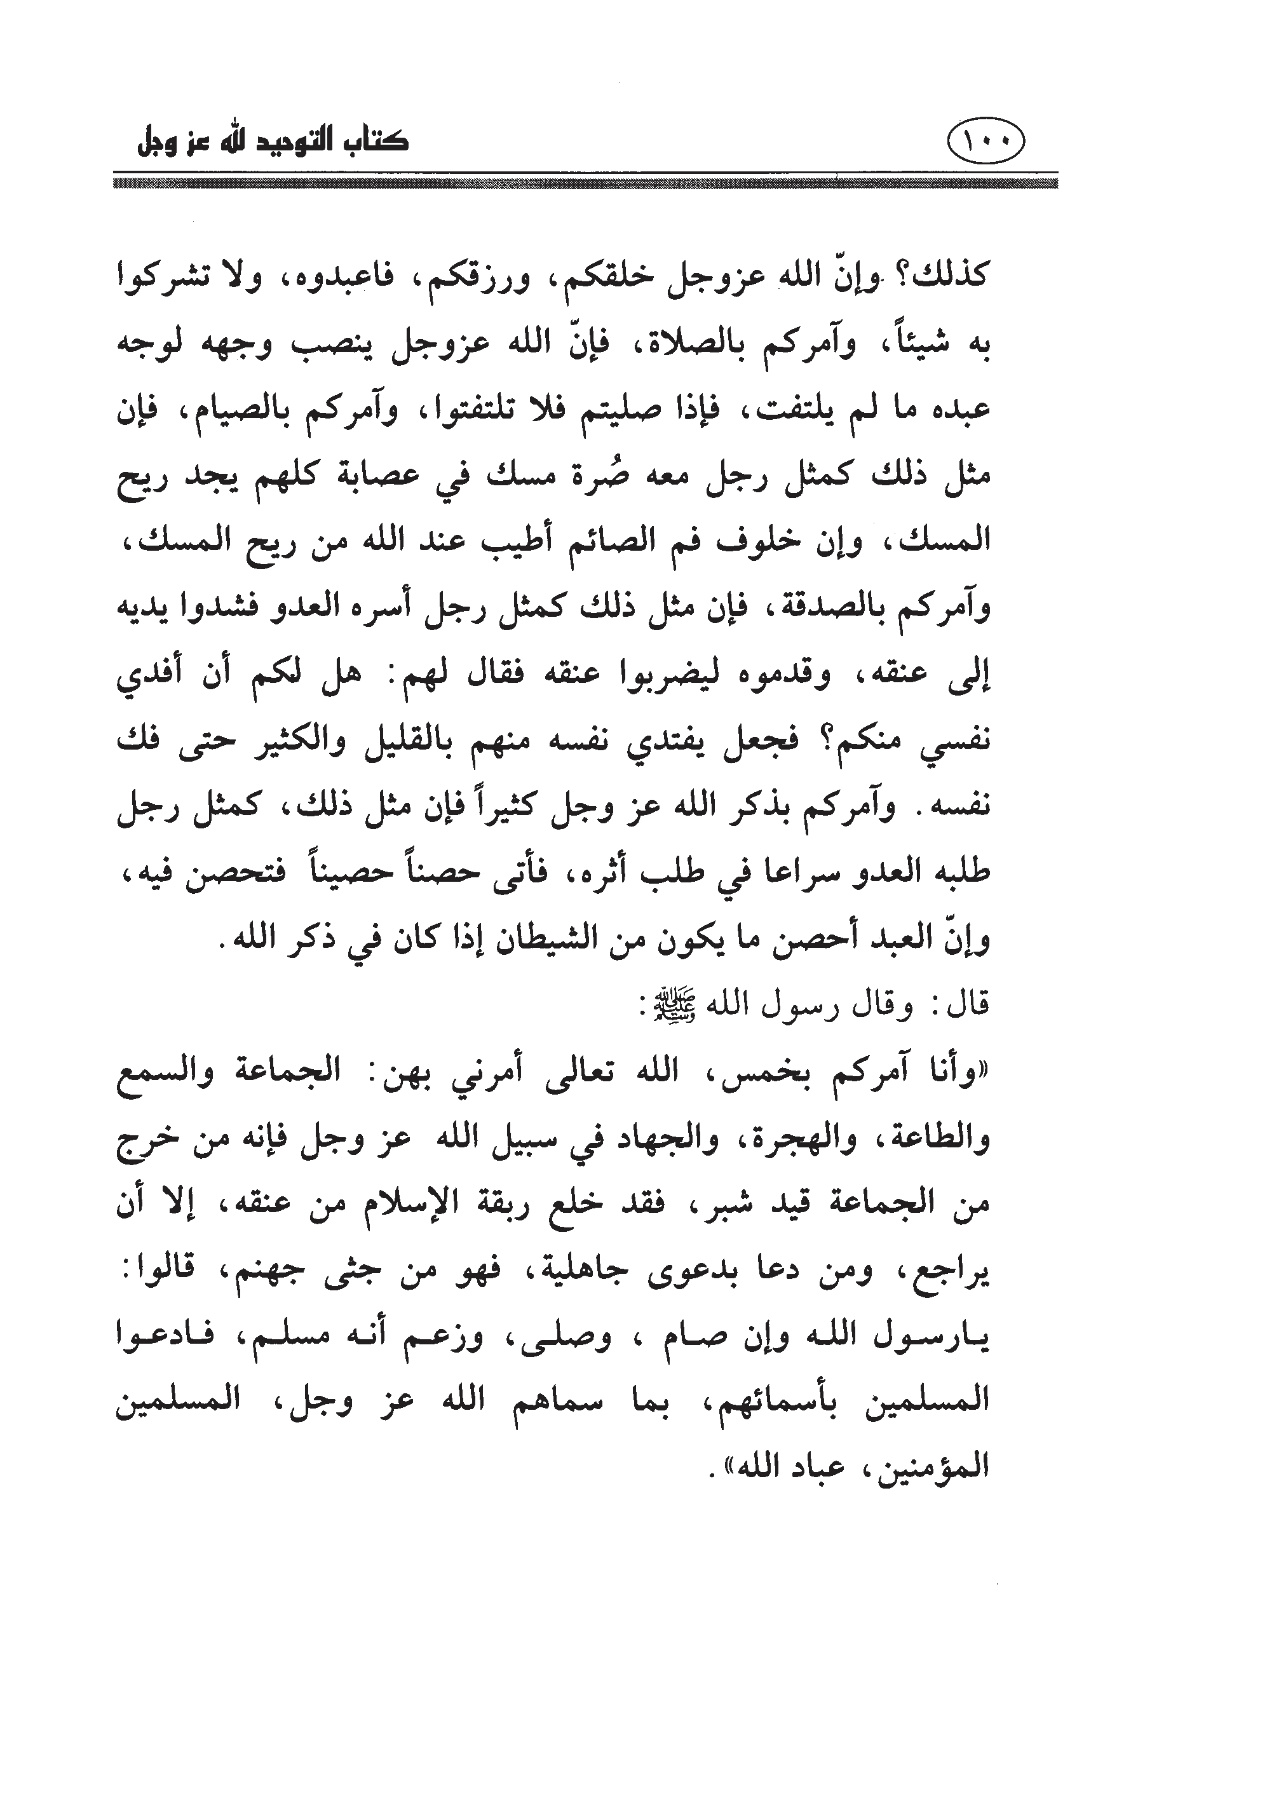 ١٠٠
كتاب التوحيد لله عز وجل
كذلك؟ وإنّ الله عزوجل خلقكم، ورزقكم، فاعبدوه، ولا تشركوا
به شيئاً، وآمركم بالصلاة، فإنّ الله عزوجل ينصب وجهه لوجه
عبده ما لم يلتفت، فإذا صليتم فلا تلتفتوا، وآمركم بالصيام، فإن
مثل ذلك كمثل رجل معه صُرة مسك في عصابة كلهم يجد ريح
المسك، وإن خلوف فم الصائم أطيب عند الله من ريح المسك،
وآمركم بالصدقة، فإن مثل ذلك كمثل رجل أسره العدو فشدوا يديه
إلى عنقه، وقدموه ليضربوا عنقه فقال لهم: هل لكم أن أفدي
نفسي منكم؟ فجعل يفتدي نفسه منهم بالقليل والكثير حتى فك
نفسه. وآمركم بذكر الله عز وجل كثيراً فإن مثل ذلك، كمثل رجل
طلبه العدو سراعا في طلب أثره، فأتى حصناً حصيناً فتحصن فيه،
وإنّ العبد أحصن ما يكون من الشيطان إذا كان في ذكر الله.
قال: وقال رسول الله ﷺ:
«وأنا آمركم بخمس، الله تعالى أمرني بهن: الجماعة والسمع
والطاعة، والهجرة، والجهاد في سبيل الله عز وجل فإنه من خرج
من الجماعة قيد شبر، فقد خلع ربقة الإسلام من عنقه، إلا أن
يراجع، ومن دعا بدعوى جاهلية، فهو من جثى جهنم، قالوا:
يارسول الله وإن صام ، وصلى، وزعم أنه مسلم، فادعوا
المسلمين بأسمائهم، بما سماهم الله عز وجل، المسلمين
المؤمنين، عباد الله».